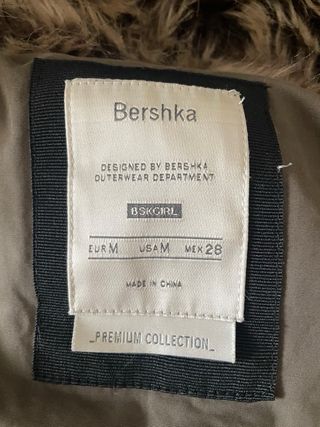 Bershka
DESIGNED BY BERSHKA
OUTERWEAR DEPARTMENT
BSKGIRL
EUR M USA M MEX 28
MADE IN CHINA
_PREMIUM COLLECTION_